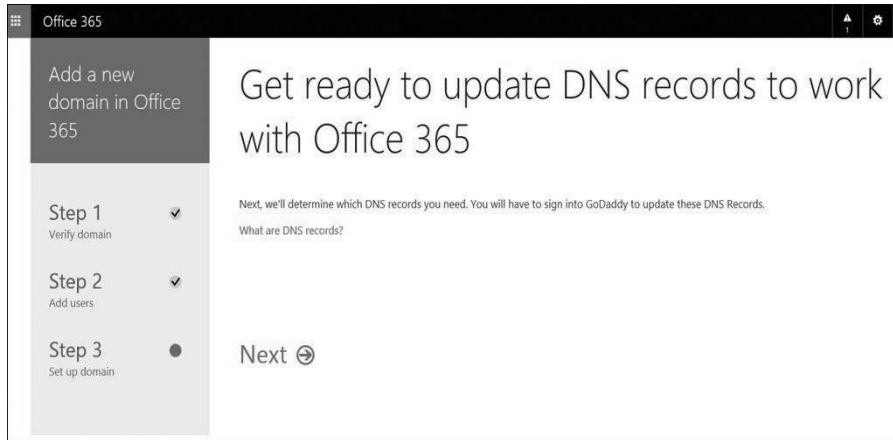 Office 365
1
Add a new
domain in Office
365
Step 1
Verify domain
Step 2
Add users
Step 3
Set up domain
Get ready to update DNS records to work
with Office 365
Next, we'll determine which DNS records you need. You will have to sign into GoDaddy to update these DNS Records.
What are DNS records?
Next